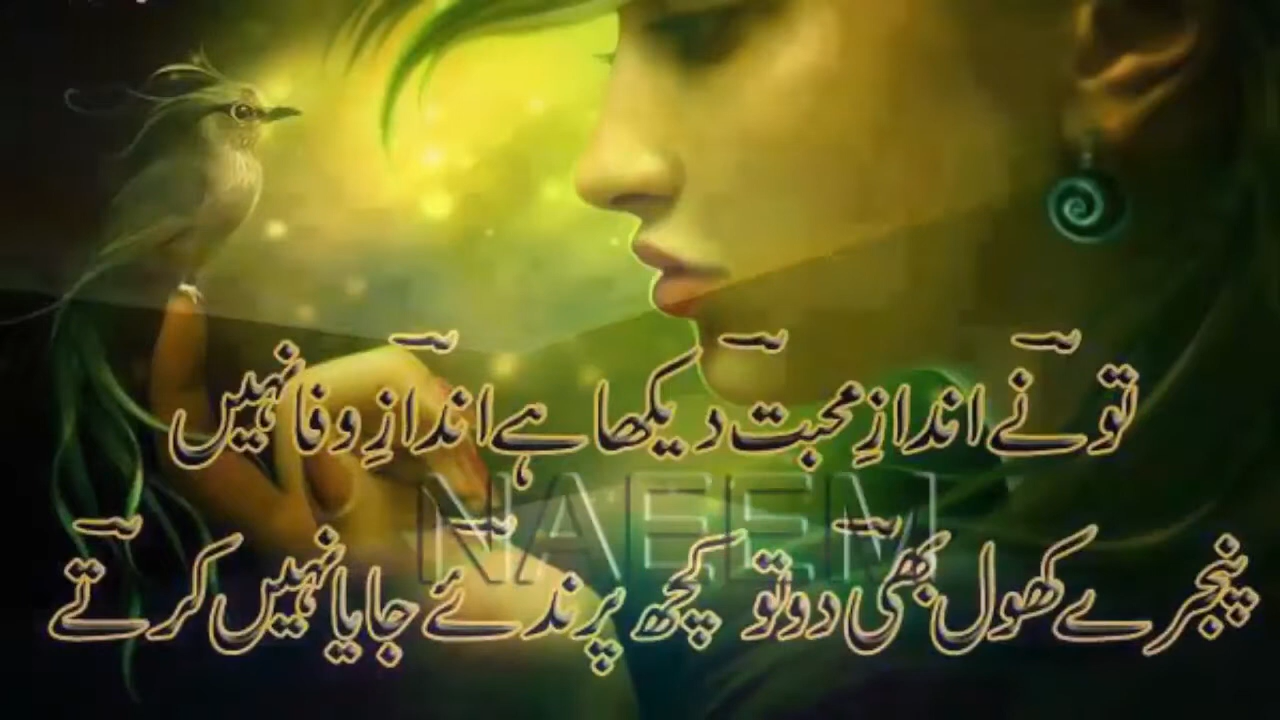 تو نے اندازِ محبت دیکھا ہے اندازِ وفا نہیں
NAEEM
پنجرے کھول بھی دو تو کچھ پرندے جایا نہیں کرتے